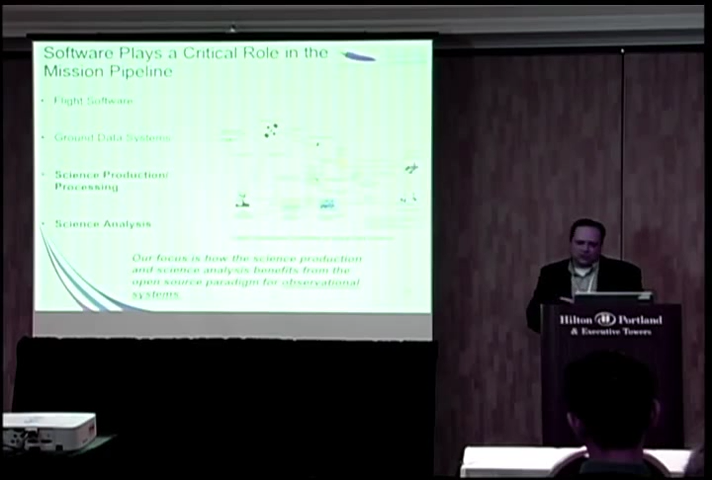 Software Plays a Critical Role in the
Mission Pipeline
• Flight Software
• Ground Data Systems
• Science Production/
Processing
• Science Analysis
Our focus is how the science production
and science analysis benefits from the
open source paradigm for observational
systems
Hilton Portland
& Executive Towers